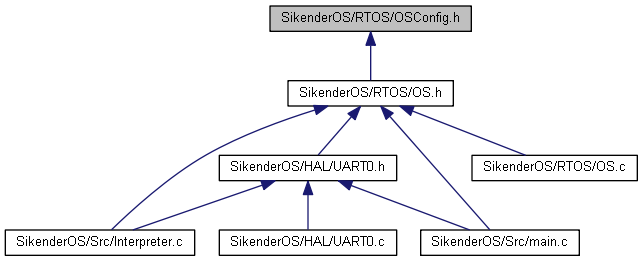 SikenderOS/RTOS/OSConfig.h
SikenderOS/RTOS/OS.h
SikenderOS/HAL/UART0.h
SikenderOS/RTOS/OS.c
SikenderOS/Src/Interpreter.c
SikenderOS/HAL/UART0.c
SikenderOS/Src/main.c